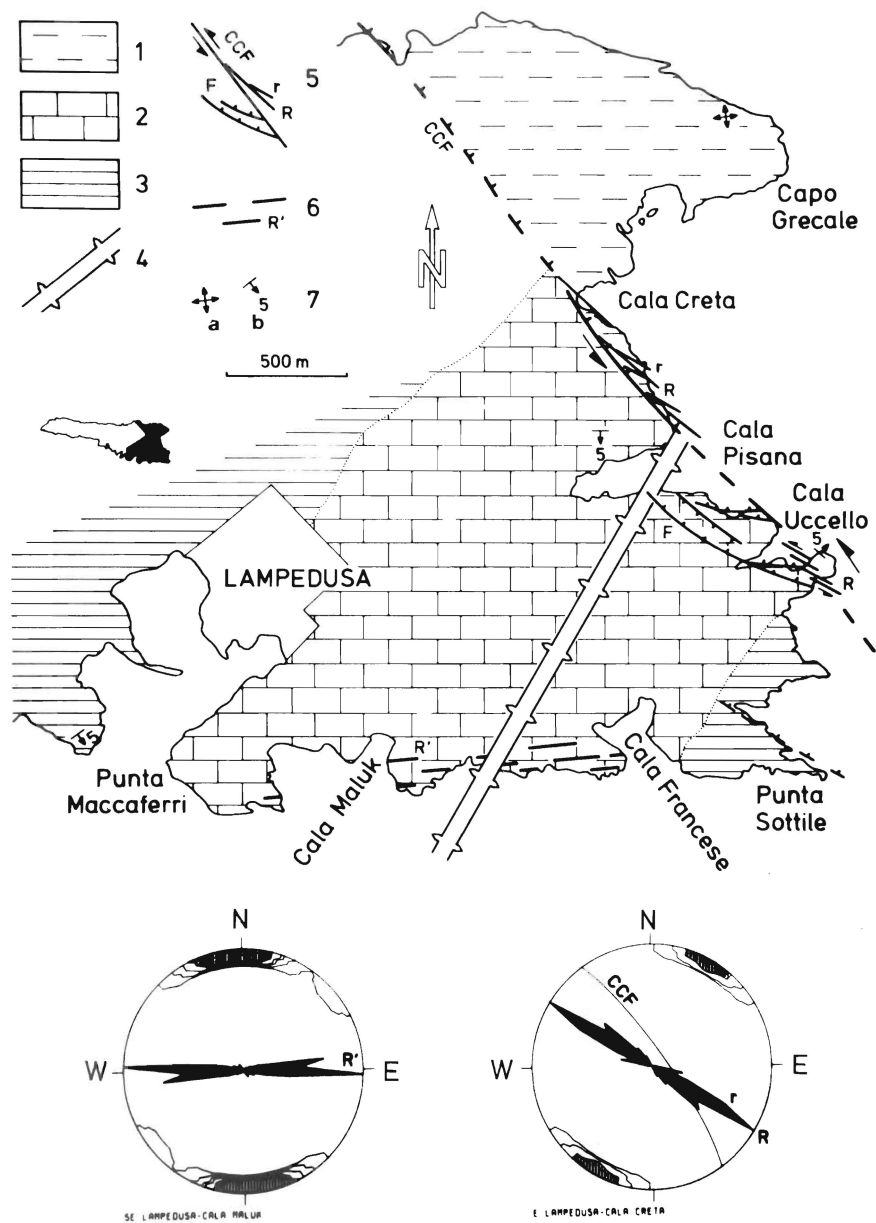 1
2
3
4
CCF
r
R
F
5
R'
6
a
b
5
7
N
500 m
CCF
Capo
Grecale
Cala Creta
r
R
5
Cala
Pisana
Cala
Uccello
5
F
R
LAMPEDUSA
5
R'
Punta
Maccaferri
Cala Maluk
Cala Francese
Punta
Sottile
N
W
R'
E
SE LAMPEDUSA-CALA MALUK
N
CCF
W
E
r
R
E LAMPEDUSA-CALA CRETA